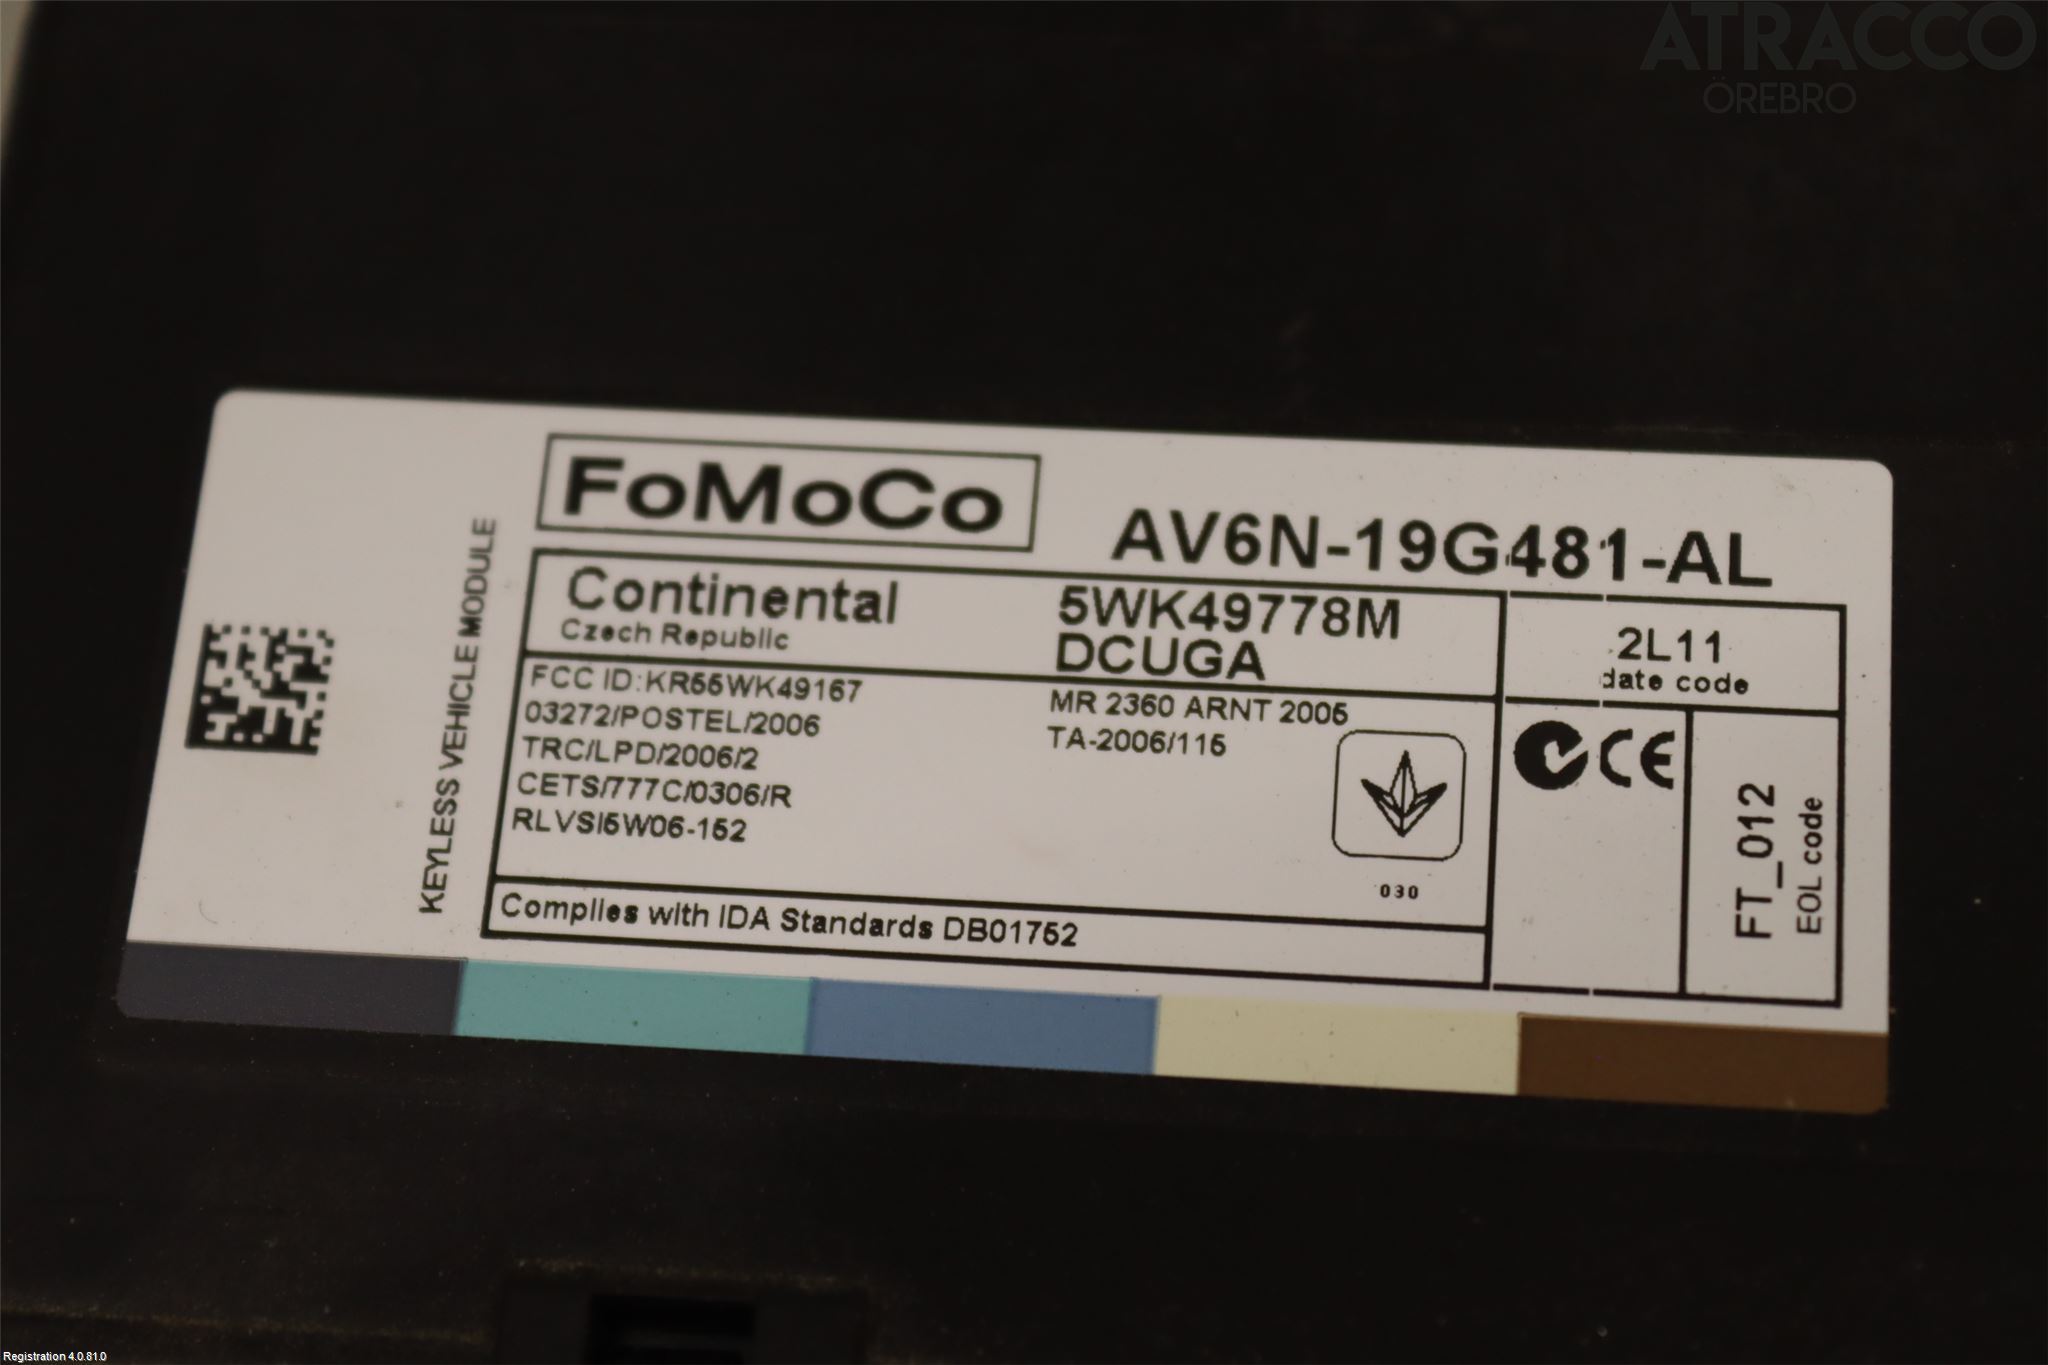 ATRACCO
ÖREBRO
FoMoCo
AV6N-19G481-AL
KEYLESS VEHICLE MODULE
Continental
Czech Republic
5WK49778M
DCUGA
2L11
date code
FCC ID:KR55WK49167
03272/POSTEL/2006
TRC/LPD/2006/2
CETS/777C/0306/R
RLVSI5W06-152
MR 2360 ARNT 2005
TA-2006/115
030
CE
FT_012
EOL code
Complies with IDA Standards DB01752
Registration 4.0.81.0